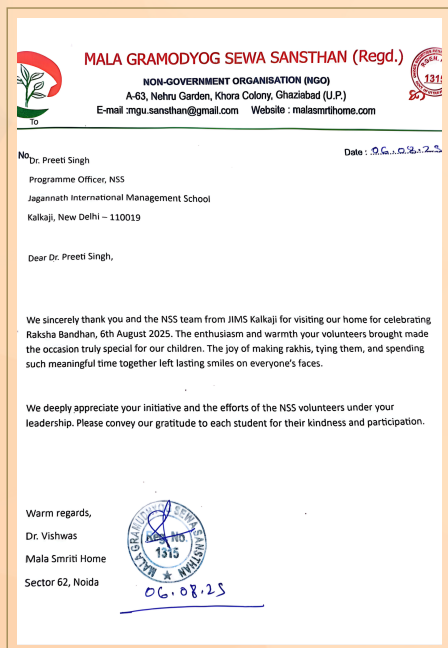 MALA GRAMODYOG SEWA SANSTHAN (Regd.)
NON-GOVERNMENT ORGANISATION (NGO)
A-63, Nehru Garden, Khora Colony, Ghaziabad (U.P.)
E-mail :mgu.sansthan@gmail.com Website : malasmrtihome.com
1315
To
No
Date : 06.08.25
Dr. Preeti Singh
Programme Officer, NSS
Jagannath International Management School
Kalkaji, New Delhi – 110019
Dear Dr. Preeti Singh,
We sincerely thank you and the NSS team from JIMS Kalkaji for visiting our home for celebrating
Raksha Bandhan, 6th August 2025. The enthusiasm and warmth your volunteers brought made
the occasion truly special for our children. The joy of making rakhis, tying them, and spending
such meaningful time together left lasting smiles on everyone's faces.
We deeply appreciate your initiative and the efforts of the NSS volunteers under your
leadership. Please convey our gratitude to each student for their kindness and participation.
Warm regards,
Dr. Vishwas
Mala Smriti Home
Sector 62, Noida
MALA GRAMUDYOG SEWA SANSTHAN
Reg. No.
1315
06.08.25